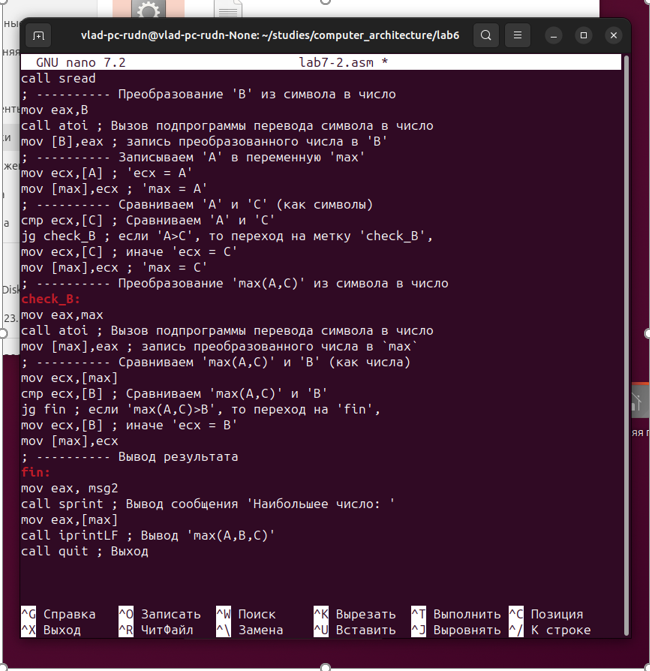 ные
няя
vlad-pc-rudn@vlad-pc-rudn-None: ~/studies/computer_architecture/lab6
GNU nano 7.2 lab7-2.asm *
call sread
; ---------- Преобразование 'B' из символа в число
mov eax,B
call atoi ; Вызов подпрограммы перевода символа в число
mov [B],eax ; запись преобразованного числа в 'B'
; ---------- Записываем 'A' в переменную 'max'
mov ecx,[A] ; 'ecx = A'
mov [max],ecx ; 'max = A'
; ---------- Сравниваем 'A' и 'С' (как символы)
cmp ecx,[C] ; Сравниваем 'A' и 'С'
jg check_B ; если 'A>C', то переход на метку 'check_B',
mov ecx,[C] ; иначе 'ecx = C'
mov [max],ecx ; 'max = C'
; ---------- Преобразование 'max(A,C)' из символа в число
check_B:
mov eax,max
call atoi ; Вызов подпрограммы перевода символа в число
mov [max],eax ; запись преобразованного числа в `max`
; ---------- Сравниваем 'max(A,C)' и 'B' (как числа)
mov ecx,[max]
cmp ecx,[B] ; Сравниваем 'max(A,C)' и 'B'
jg fin ; если 'max(A,C)>B', то переход на 'fin',
mov ecx,[B] ; иначе 'ecx = B'
mov [max],ecx
; ---------- Вывод результата
fin:
mov eax, msg2
call sprint ; Вывод сообщения 'Наибольшее число: '
mov eax,[max]
call iprintLF ; Вывод 'max(A,B,C)'
call quit ; Выход
^G Справка ^O Записать ^W Поиск ^K Вырезать ^T Выполнить ^C Позиция
^X Выход ^R ЧитФайл ^\ Замена ^U Вставить ^J Выровнять ^/ К строке
енты
ки
же
а
Disk
23.
яя п